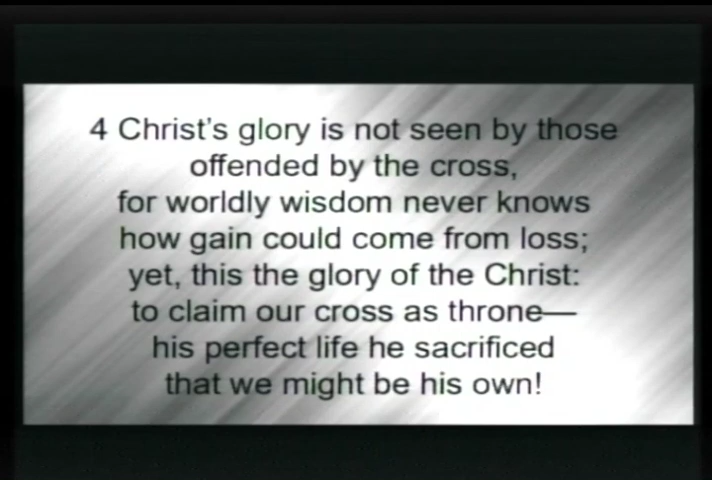 4 Christ's glory is not seen by those
offended by the cross,
for worldly wisdom never knows
how gain could come from loss;
yet, this the glory of the Christ:
to claim our cross as throne—
his perfect life he sacrificed
that we might be his own!